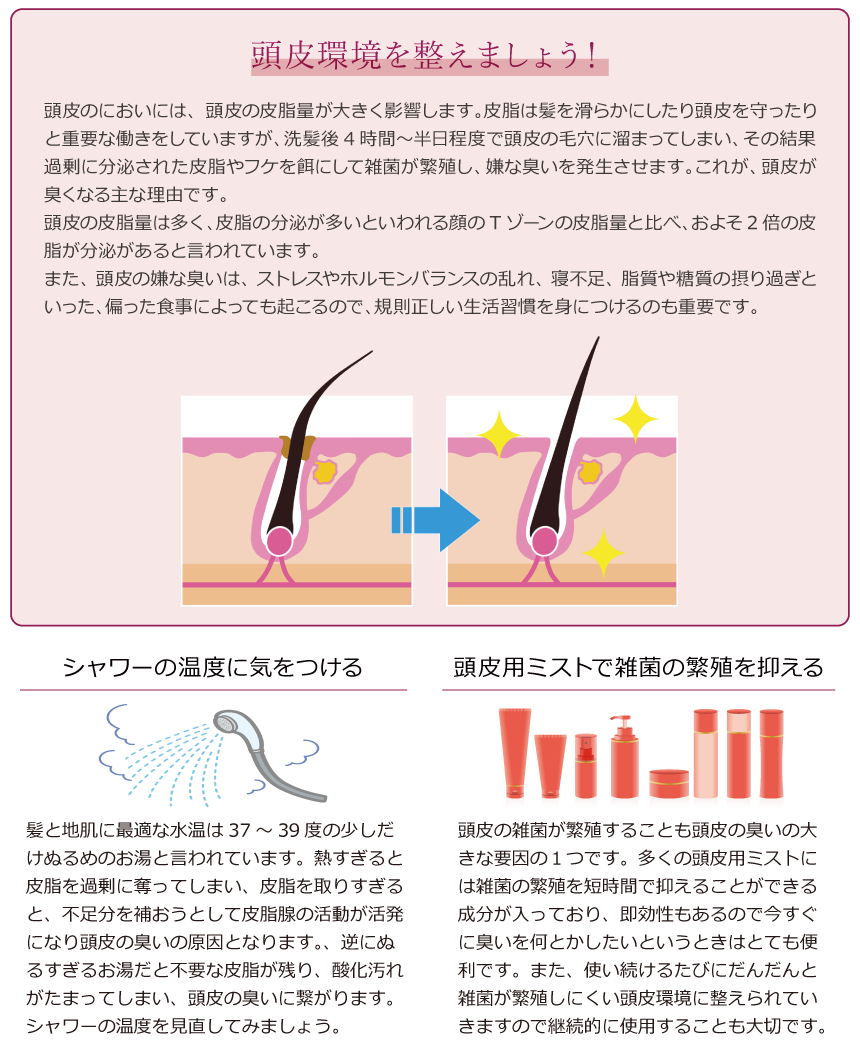 頭皮環境を整えましょう!
頭皮のにおいには、頭皮の皮脂量が大きく影響します。皮脂は髪を滑らかにしたり頭皮を守ったり
と重要な働きをしていますが、洗髪後４時間〜半日程度で頭皮の毛穴に溜まってしまい、その結果
過剰に分泌された皮脂やフケを餌にして雑菌が繁殖し、嫌な臭いを発生させます。これが、頭皮が
臭くなる主な理由です。
頭皮の皮脂量は多く、皮脂の分泌が多いといわれる顔のＴゾーンの皮脂量と比べ、およそ２倍の皮
脂が分泌があると言われています。
また、頭皮の嫌な臭いは、ストレスやホルモンバランスの乱れ、寝不足、脂質や糖質の摂り過ぎと
いった、偏った食事によっても起こるので、規則正しい生活習慣を身につけるのも重要です。
シャワーの温度に気をつける
髪と地肌に最適な水温は 37 〜 39 度の少しだ
けぬるめのお湯と言われています。熱すぎると
皮脂を過剰に奪ってしまい、皮脂を取りすぎる
と、不足分を補おうとして皮脂腺の活動が活発
になり頭皮の臭いの原因となります。、逆にぬ
るすぎるお湯だと不要な皮脂が残り、酸化汚れ
がたまってしまい、頭皮の臭いに繋がります。
シャワーの温度を見直してみましょう。
頭皮用ミストで雑菌の繁殖を抑える
頭皮の雑菌が繁殖することも頭皮の臭いの大
きな要因の１つです。多くの頭皮用ミストに
は雑菌の繁殖を短時間で抑えることができる
成分が入っており、即効性もあるので今すぐ
に臭いを何とかしたいというときはとても便
利です。また、使い続けるたびにだんだんと
雑菌が繁殖しにくい頭皮環境に整えられてい
きますので継続的に使用することも大切です。